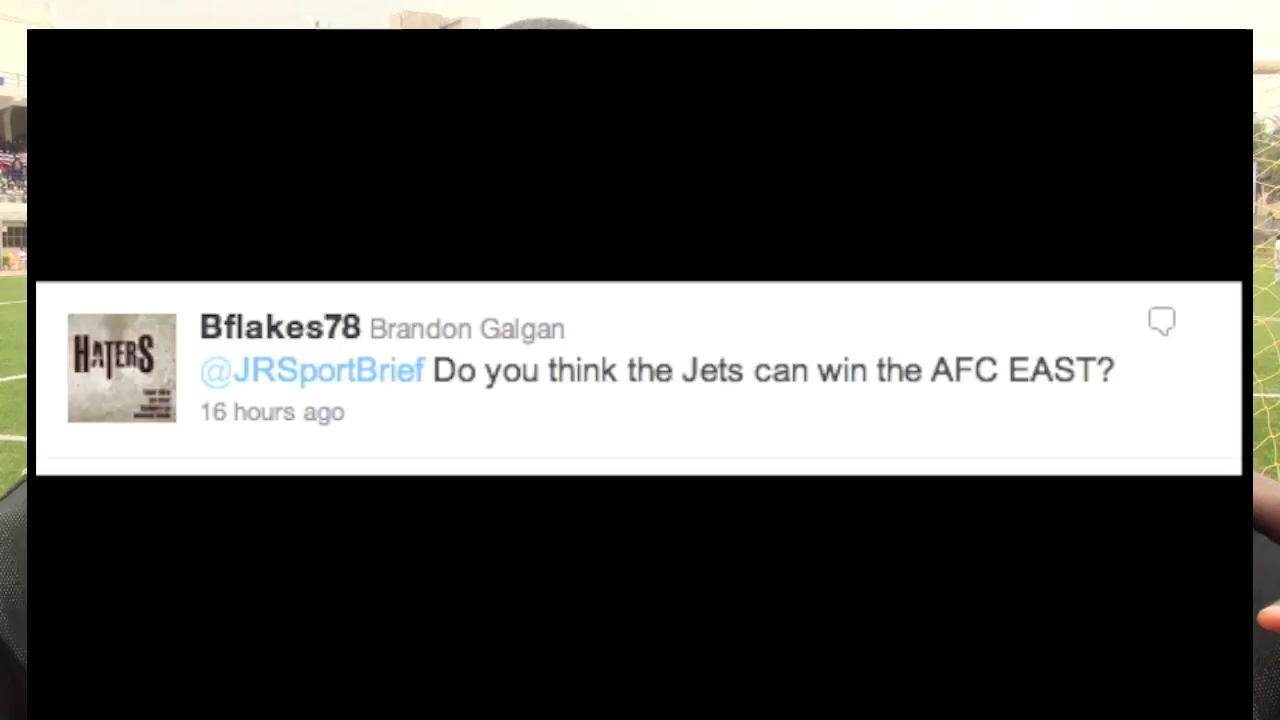 HATERS
Bflakes78 Brandon Galgan
@JRSportBrief Do you think the Jets can win the AFC EAST?
16 hours ago